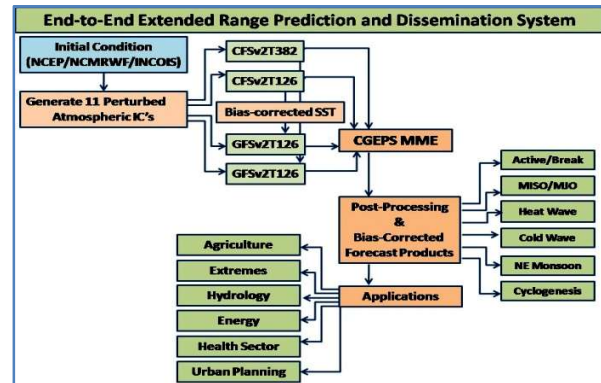 End-to-End Extended Range Prediction and Dissemination System
Initial Condition
(NCEP/NCMRWF/INCOIS)
Generate 11 Perturbed
Atmospheric IC's
CFSv2T382
CFSv2T126
Bias-corrected SST
GFSv2T126
GFSv2T126
CGEPS MME
Post-Processing
&
Bias-Corrected
Forecast Products
Active/Break
MISO/MJO
Heat Wave
Cold Wave
NE Monsoon
Cyclogenesis
Applications
Agriculture
Extremes
Hydrology
Energy
Health Sector
Urban Planning